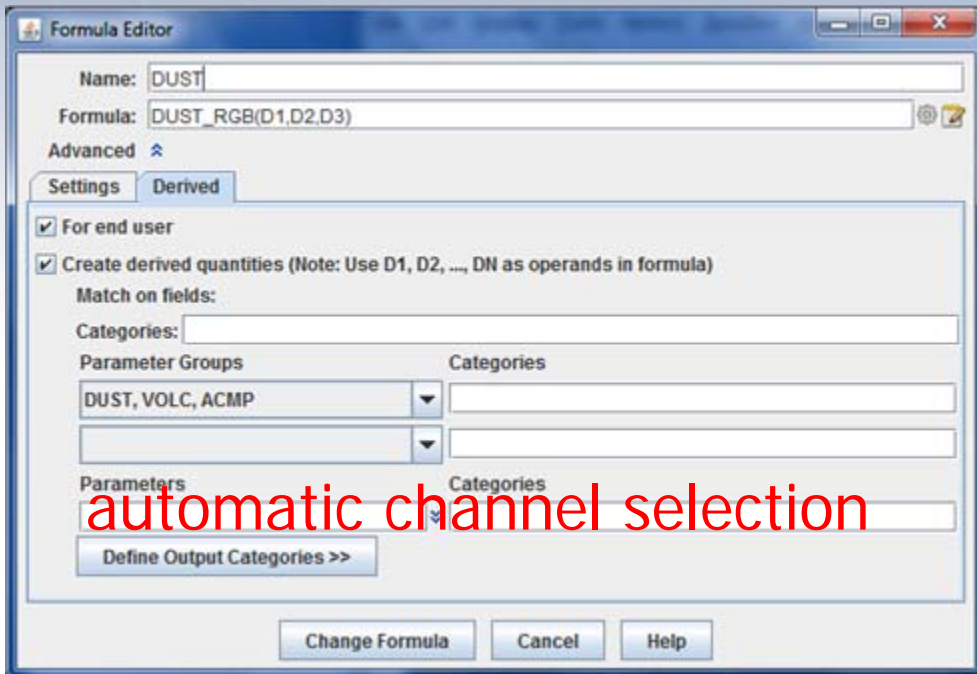 Formula Editor
Name: DUST
Formula: DUST_RGB(D1,D2,D3)
Advanced
Settings Derived
For end user
Create derived quantities (Note: Use D1, D2, ..., DN as operands in formula)
Match on fields:
Categories:
Parameter Groups Categories
DUST, VOLC, ACMP
Parameters Categories
automatic channel selection
Define Output Categories >>
Change Formula Cancel Help